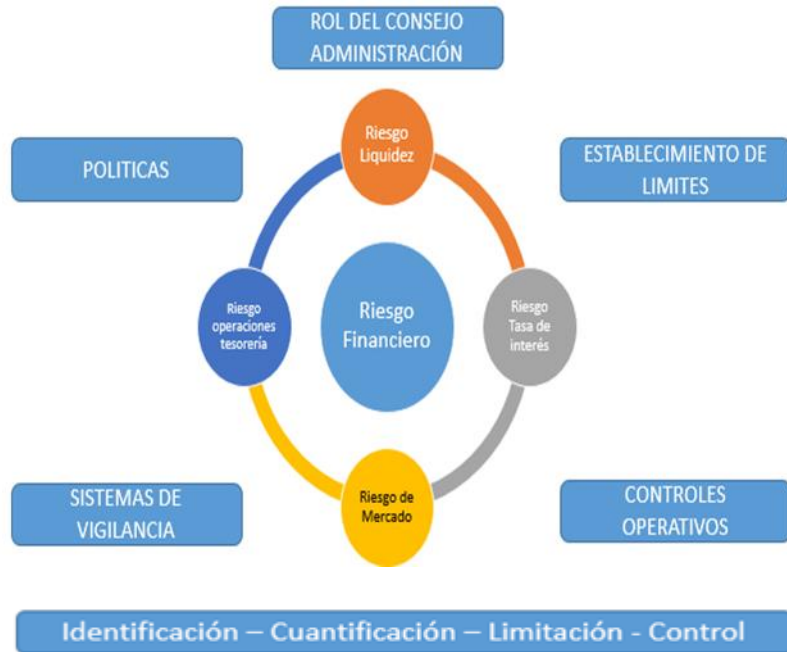 ROL DEL CONSEJO
ADMINISTRACIÓN
Riesgo
Liquidez
POLITICAS
ESTABLECIMIENTO DE
LIMITES
Riesgo
operaciones
tesorería
Riesgo
Financiero
Riesgo
Tasa de
interés
Riesgo de
Mercado
SISTEMAS DE
VIGILANCIA
CONTROLES
OPERATIVOS
Identificación – Cuantificación – Limitación - Control